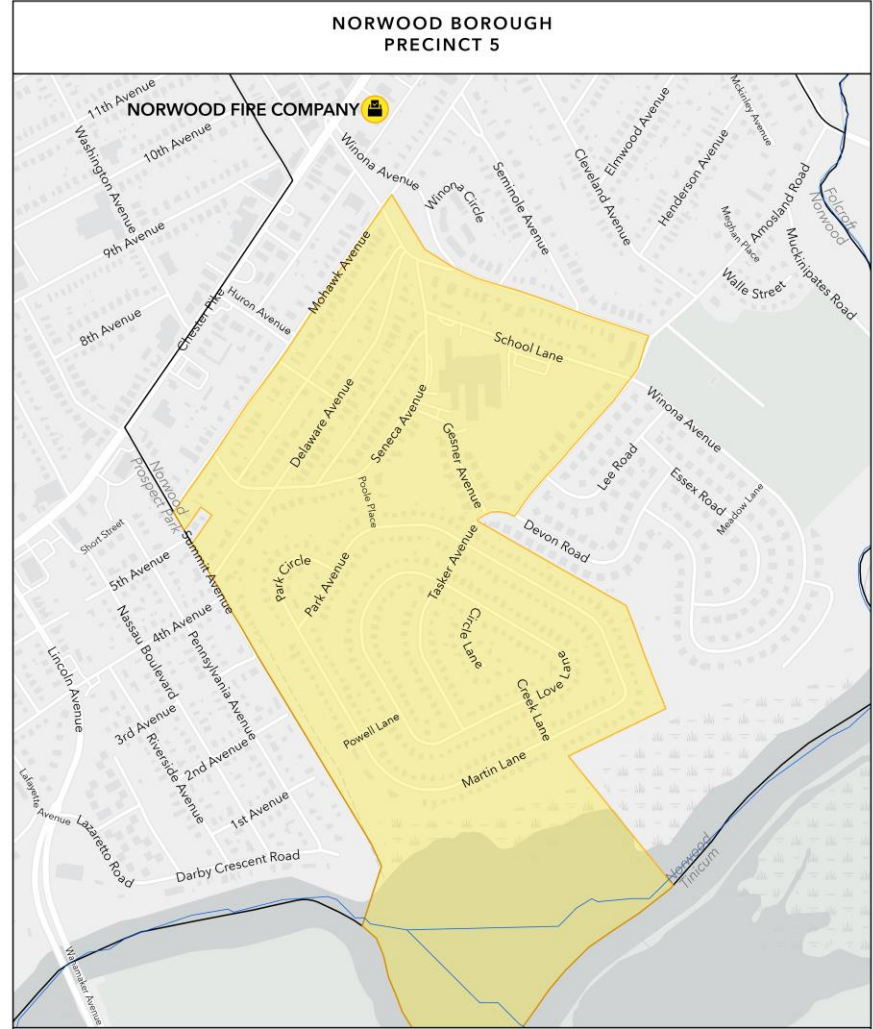 NORWOOD BOROUGH
PRECINCT 5
NORWOOD FIRE COMPANY
11th Avenue
Washington Avenue
10th Avenue
9th Avenue
8th Avenue
Chester Pike
Huron Avenue
Mohawk Avenue
Winona Avenue
Winona Circle
Seminole Avenue
Cleveland Avenue
Elmwood Avenue
Henderson Avenue
Mckinley Avenue
Meghan Place
Amosland Road
Walle Street
Muckinipates Road
Folcroft
Norwood
School Lane
Winona Avenue
Delaware Avenue
Seneca Avenue
Gesner Avenue
Poole Place
Lee Road
Essex Road
Meadow Lane
Devon Road
Norwood
Prospect Park
Short Street
Summit Avenue
5th Avenue
4th Avenue
Nassau Boulevard
Pennsylvania Avenue
Lincoln Avenue
3rd Avenue
2nd Avenue
Riverside Avenue
1st Avenue
Lafayette Avenue
Lazaretto Road
Darby Crescent Road
Wanamaker Avenue
Park Circle
Park Avenue
Tasker Avenue
Circle Lane
Love Lane
Creek Lane
Powell Lane
Martin Lane
Norwood
Tinicum